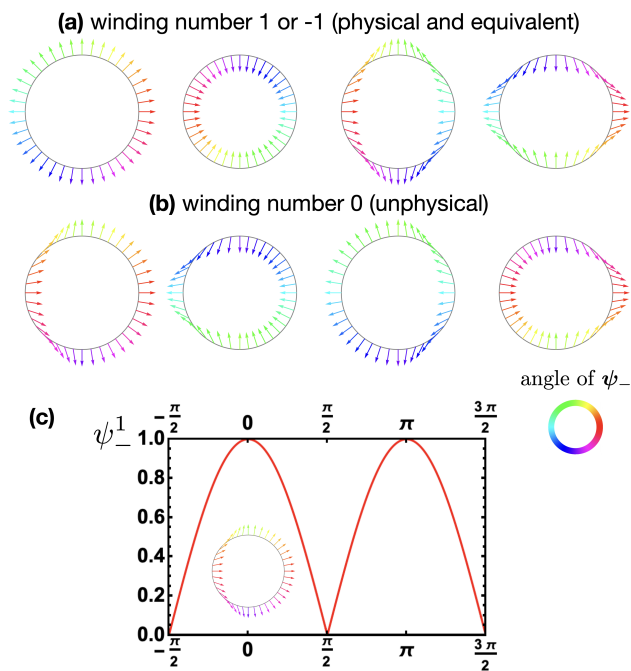 (a) winding number 1 or -1 (physical and equivalent)
(b) winding number 0 (unphysical)
angle of ψ₋
(c)
ψ₋¹
-π/2 0 π/2 π 3π/2
1.0
0.8
0.6
0.4
0.2
0.0
-π/2 0 π/2 π 3π/2